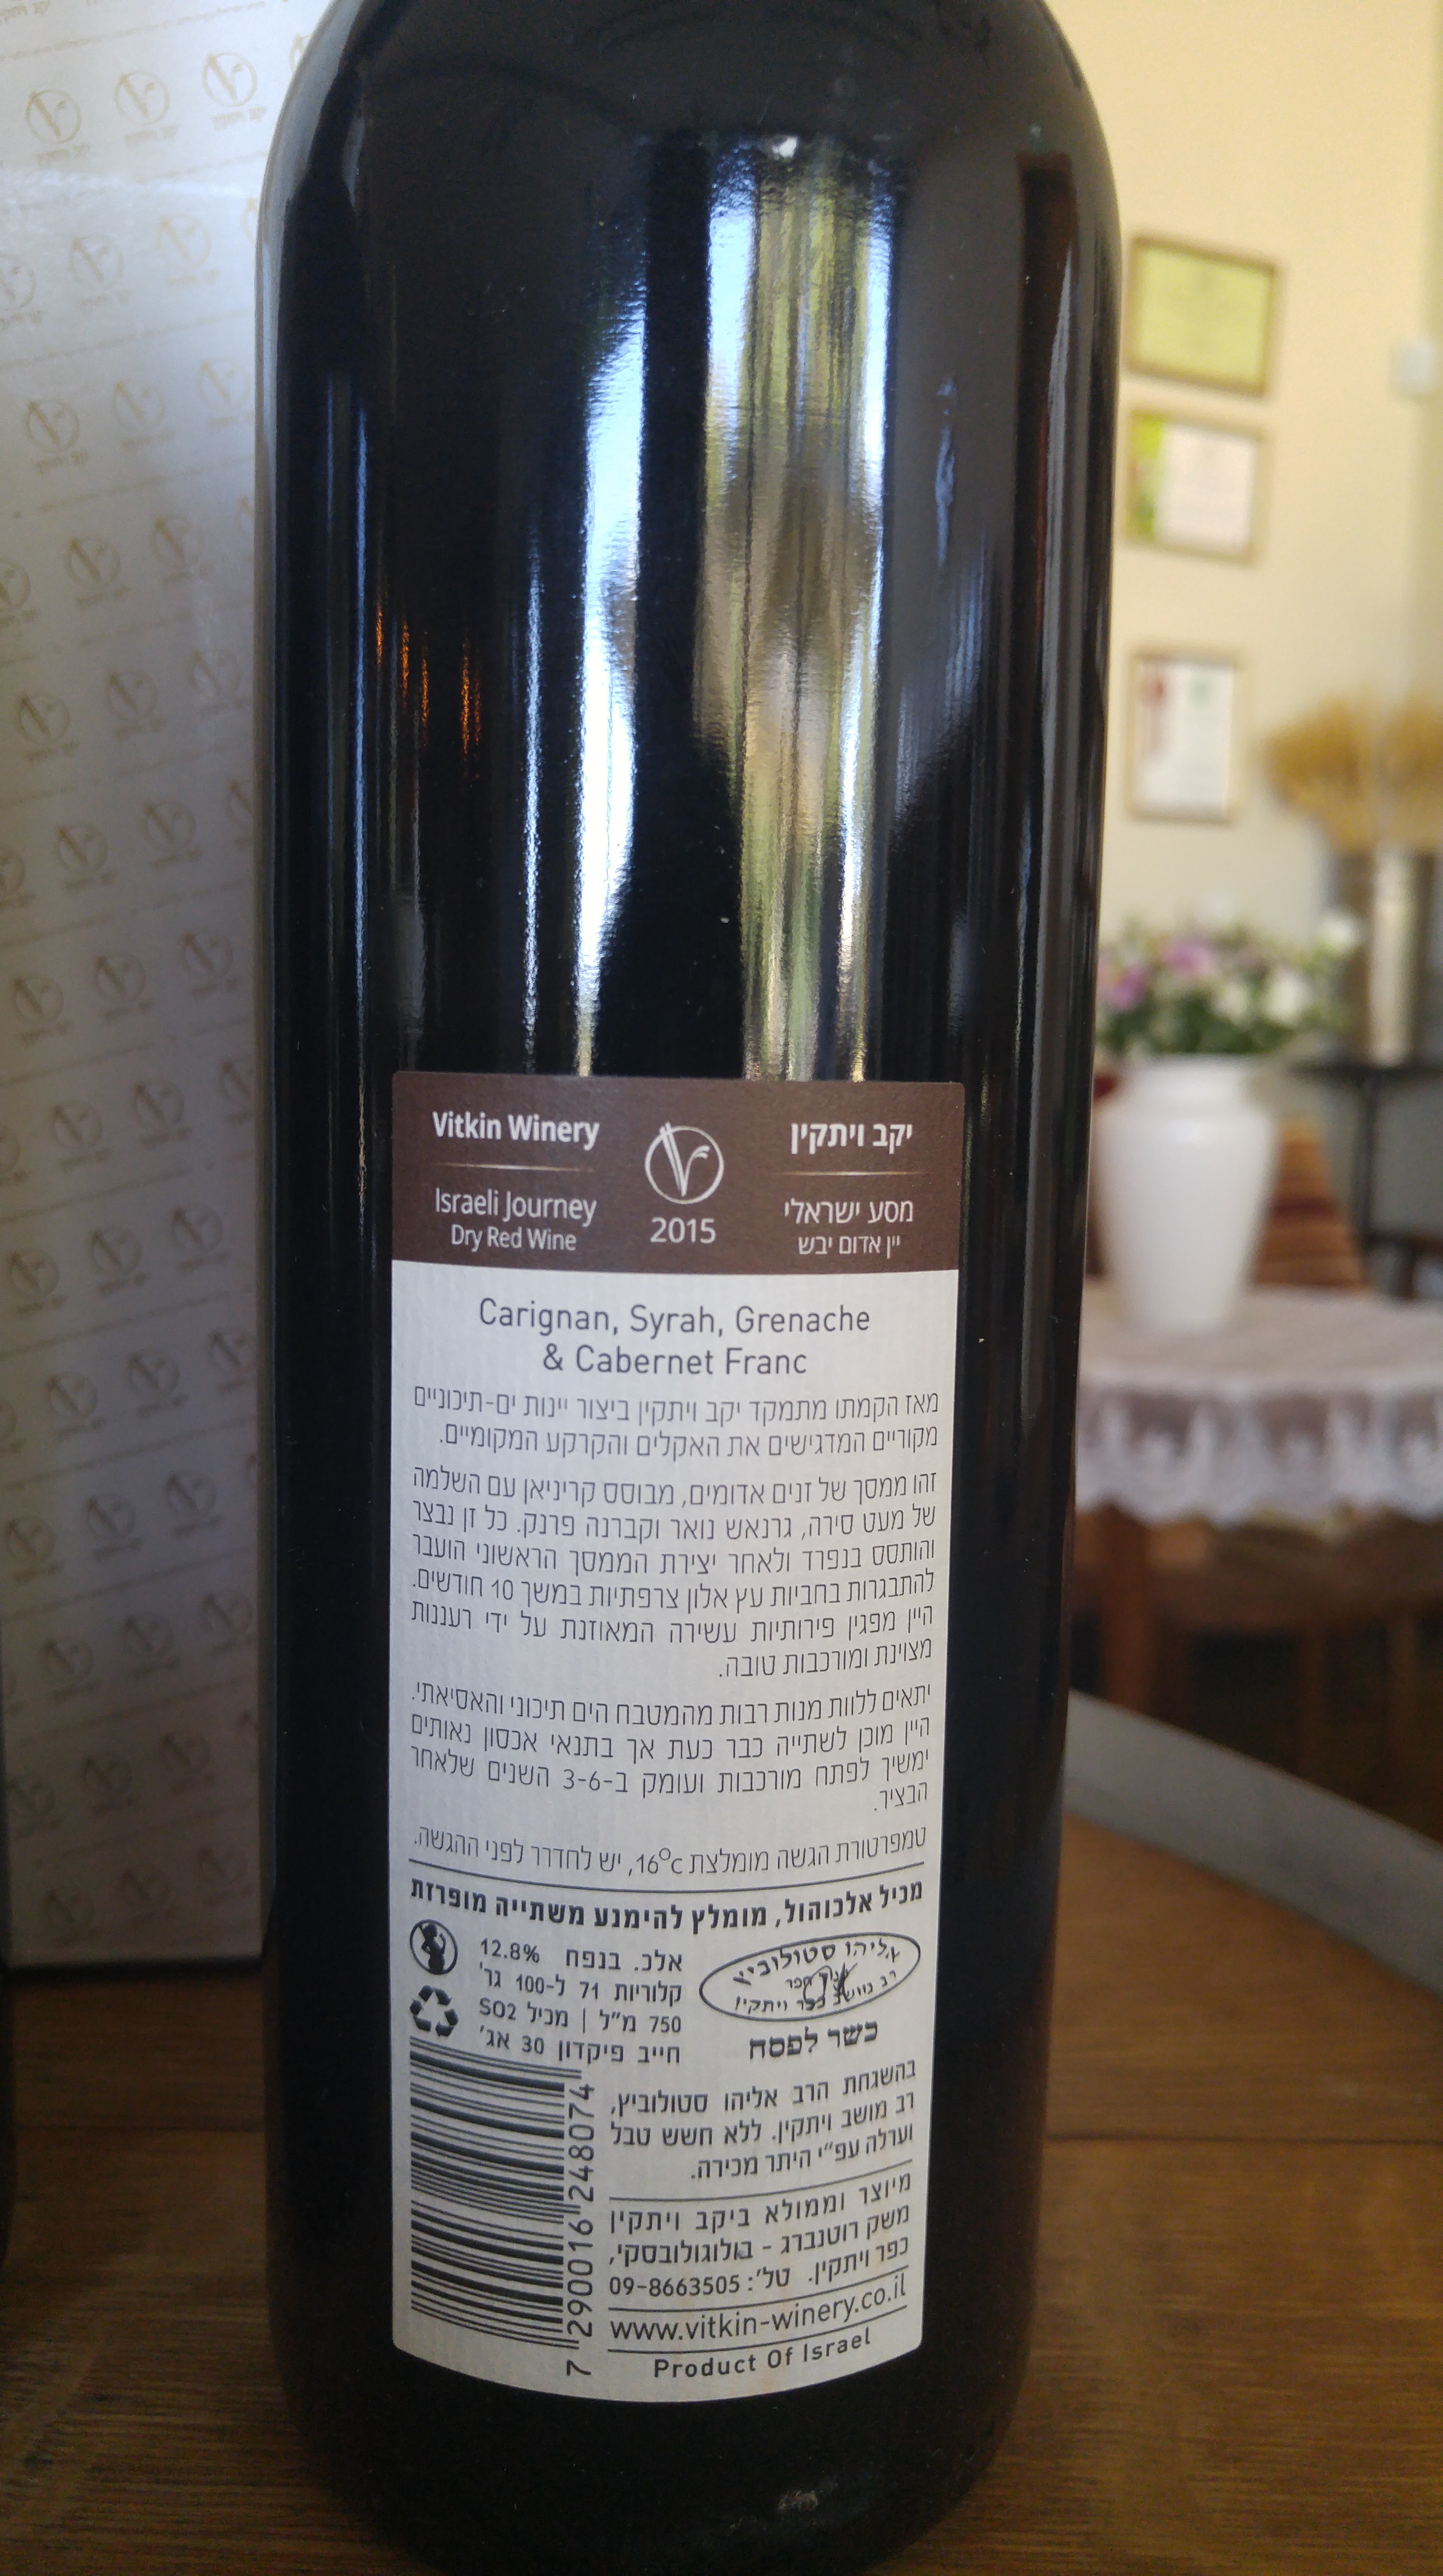 Vitkin Winery
Israeli Journey
Dry Red Wine
2015
יקב ויתקין
מסע ישראלי
יין אדום יבש
Carignan, Syrah, Grenache
& Cabernet Franc
מאז הקמתו מתמקד יקב ויתקין ביצור יינות ים-תיכוניים
מקוריים המדגישים את האקלים והקרקע המקומיים.
זהו ממסך של זנים אדומים, מבוסס קריניאן עם השלמה
של מעט סירה, גרנאש נואר וקברנה פרנק. כל זן נבצר
והותסס בנפרד ולאחר יצירת הממסך הראשוני הועבר
להתבגרות בחביות עץ אלון צרפתיות במשך 10 חודשים.
היין מפגין פירותיות עשירה המאוזנת על ידי רעננות
מצוינת ומורכבות טובה.
יתאים ללוות מנות רבות מהמטבח הים תיכוני והאסיאתי.
היין מוכן לשתייה כבר כעת אך בתנאי אכסון נאותים
ימשיך לפתח מורכבות ועומק ב-3-6 השנים שלאחר
הבציר.
טמפרטורת הגשה מומלצת 16°c, יש לחדרר לפני ההגשה.
מכיל אלכוהול, מומלץ להימנע משתייה מופרזת
אליהו סטולוביץ
רב מושב כפר ויתקין
כשר לפסח
אלכ. בנפח 12.8%
קלוריות 71 ל-100 גר'
750 מ"ל | מכיל SO2
חייב פיקדון 30 אג'
בהשגחת הרב אליהו סטולוביץ,
רב מושב ויתקין. ללא חשש טבל
וערלה עפ"י היתר מכירה.
מיוצר וממולא ביקב ויתקין
משק רוטנברג - בולוגולובסקי,
כפר ויתקין. טל': 09-8663505
www.vitkin-winery.co.il
Product Of Israel
7 290016 248074